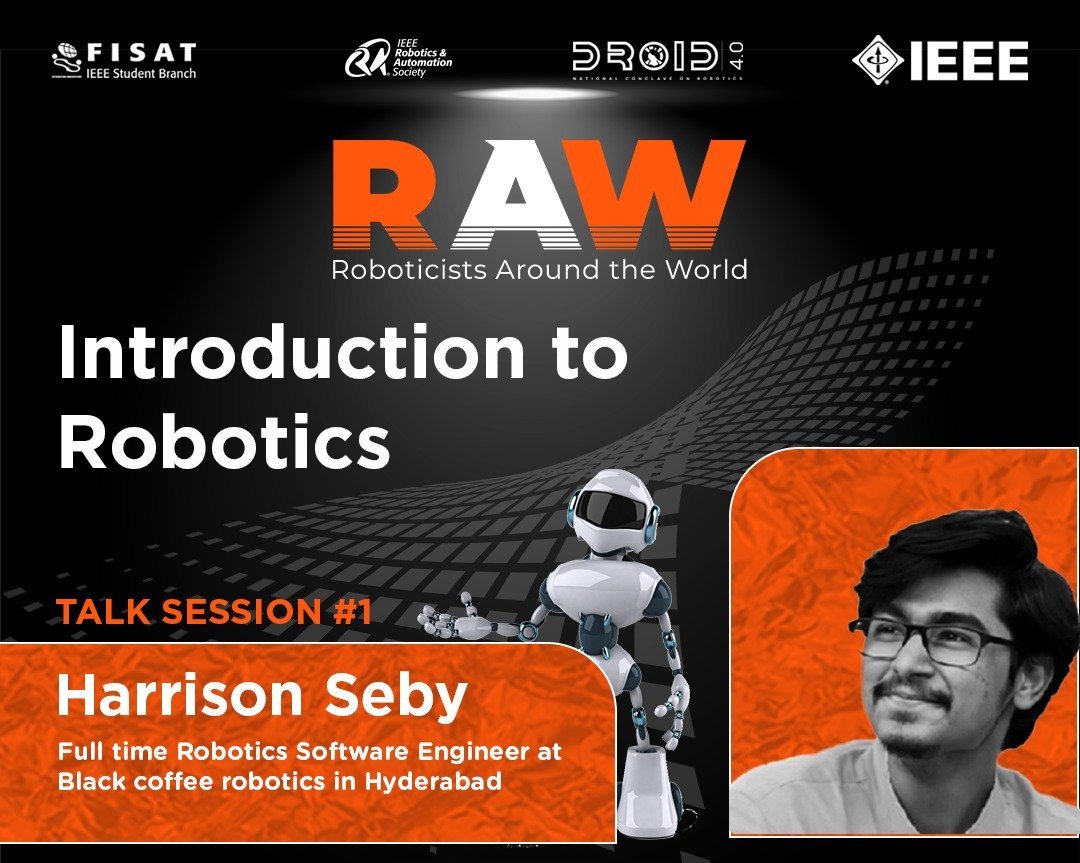 FISAT
IEEE Student Branch
IEEE
Robotics &
Automation
Society
DROID 4.0
NATIONAL CONCLAVE ON ROBOTICS
IEEE
RAW
Roboticists Around the World
Introduction to
Robotics
TALK SESSION #1
Harrison Seby
Full time Robotics Software Engineer at
Black coffee robotics in Hyderabad